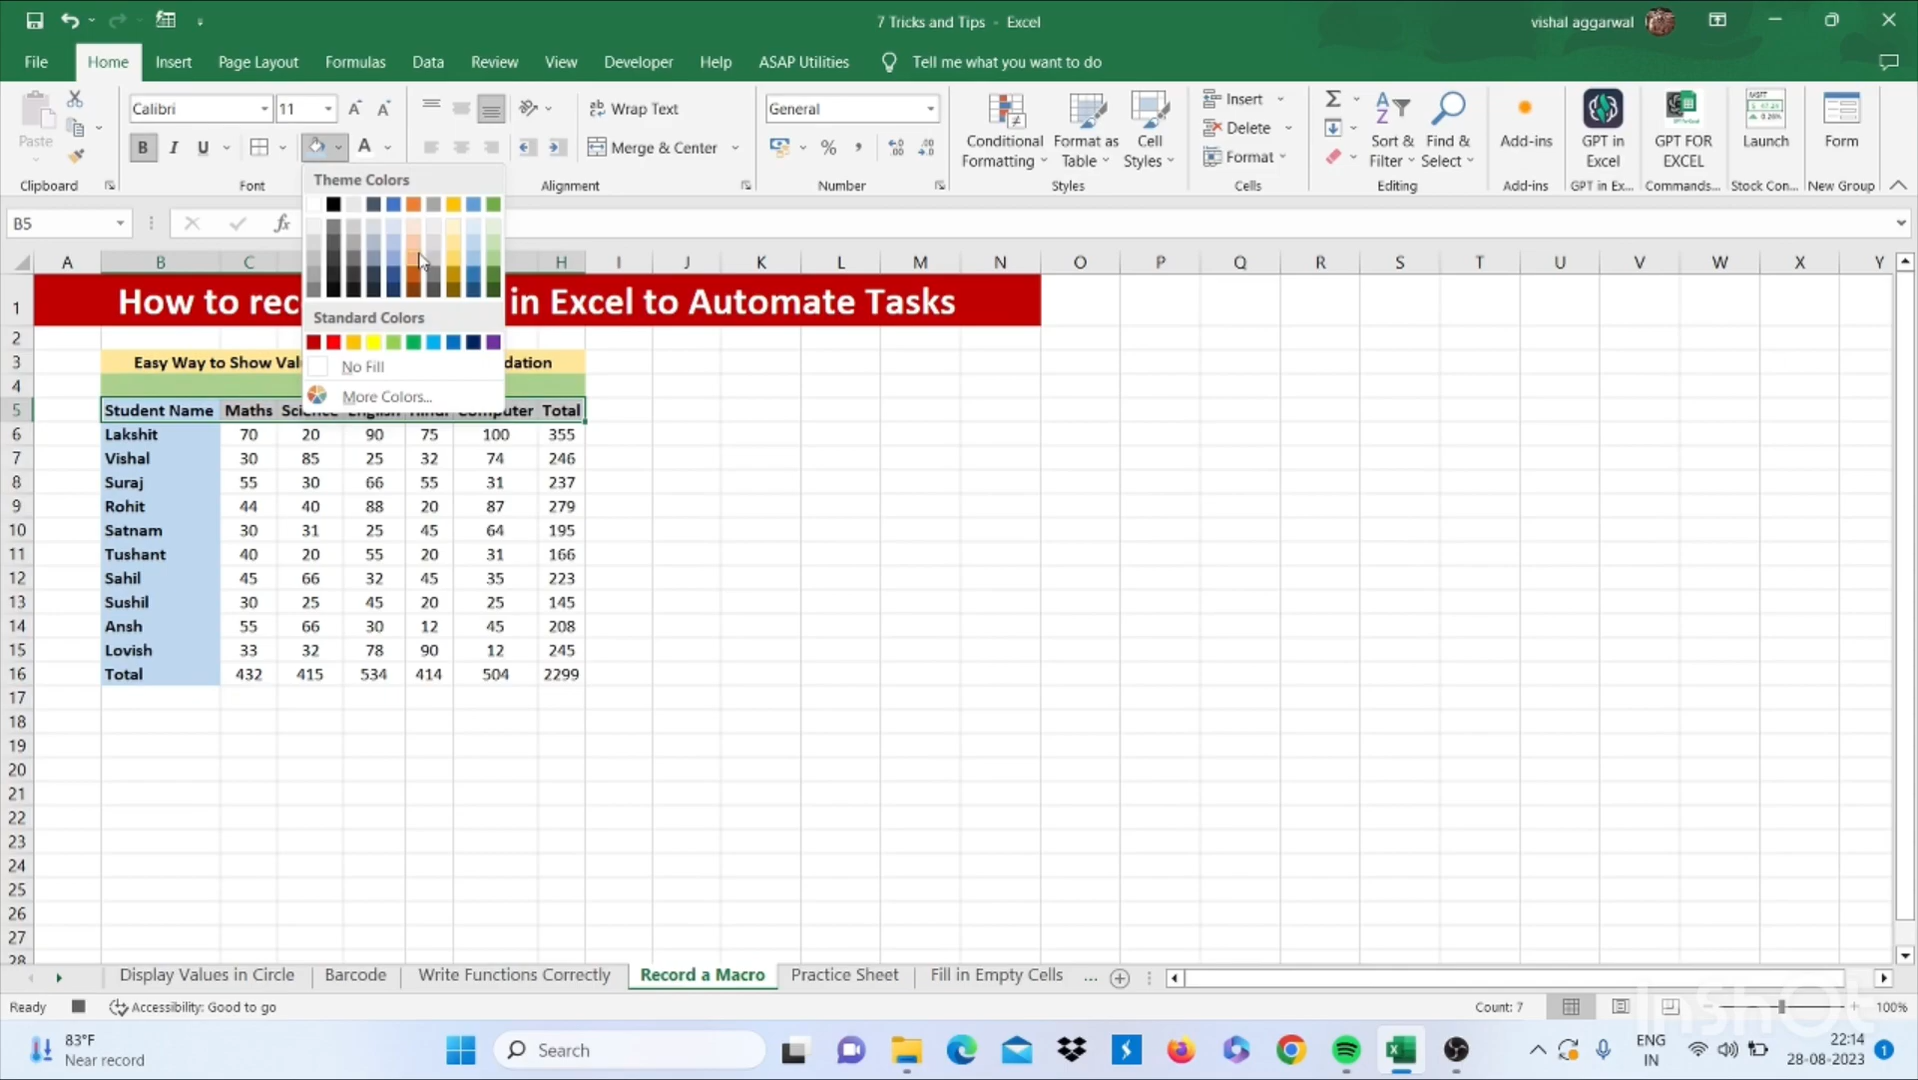 7 Tricks and Tips - Excel
vishal aggarwal
File Home Insert Page Layout Formulas Data Review View Developer Help ASAP Utilities Tell me what you want to do
Paste
Clipboard
Calibri 11
B I U A
Font
Wrap Text
Merge & Center
Alignment
General
% ,
Number
Conditional Formatting
Format as Table
Cell Styles
Styles
Insert
Delete
Format
Cells
Sort & Filter
Find & Select
Editing
Add-ins
Add-ins
GPT in Excel
GPT in Ex...
GPT FOR EXCEL
Commands...
Launch
Stock Con...
Form
New Group
Theme Colors
Standard Colors
No Fill
More Colors...
B5 fx
A B C H I J K L M N O P Q R S T U V W X Y
1 How to rec in Excel to Automate Tasks
2
3 Easy Way to Show Val dation
4
5 Student Name Maths Science English Hindi Computer Total
6 Lakshit 70 20 90 75 100 355
7 Vishal 30 85 25 32 74 246
8 Suraj 55 30 66 55 31 237
9 Rohit 44 40 88 20 87 279
10 Satnam 30 31 25 45 64 195
11 Tushant 40 20 55 20 31 166
12 Sahil 45 66 32 45 35 223
13 Sushil 30 25 45 20 25 145
14 Ansh 55 66 30 12 45 208
15 Lovish 33 32 78 90 12 245
16 Total 432 415 534 414 504 2299
17
18
19
20
21
22
23
24
25
26
27
28
Display Values in Circle Barcode Write Functions Correctly Record a Macro Practice Sheet Fill in Empty Cells ...
Ready Accessibility: Good to go Count: 7 100%
InShOt
83°F
Near record
Search
ENG
IN
22:14
28-08-2023
1